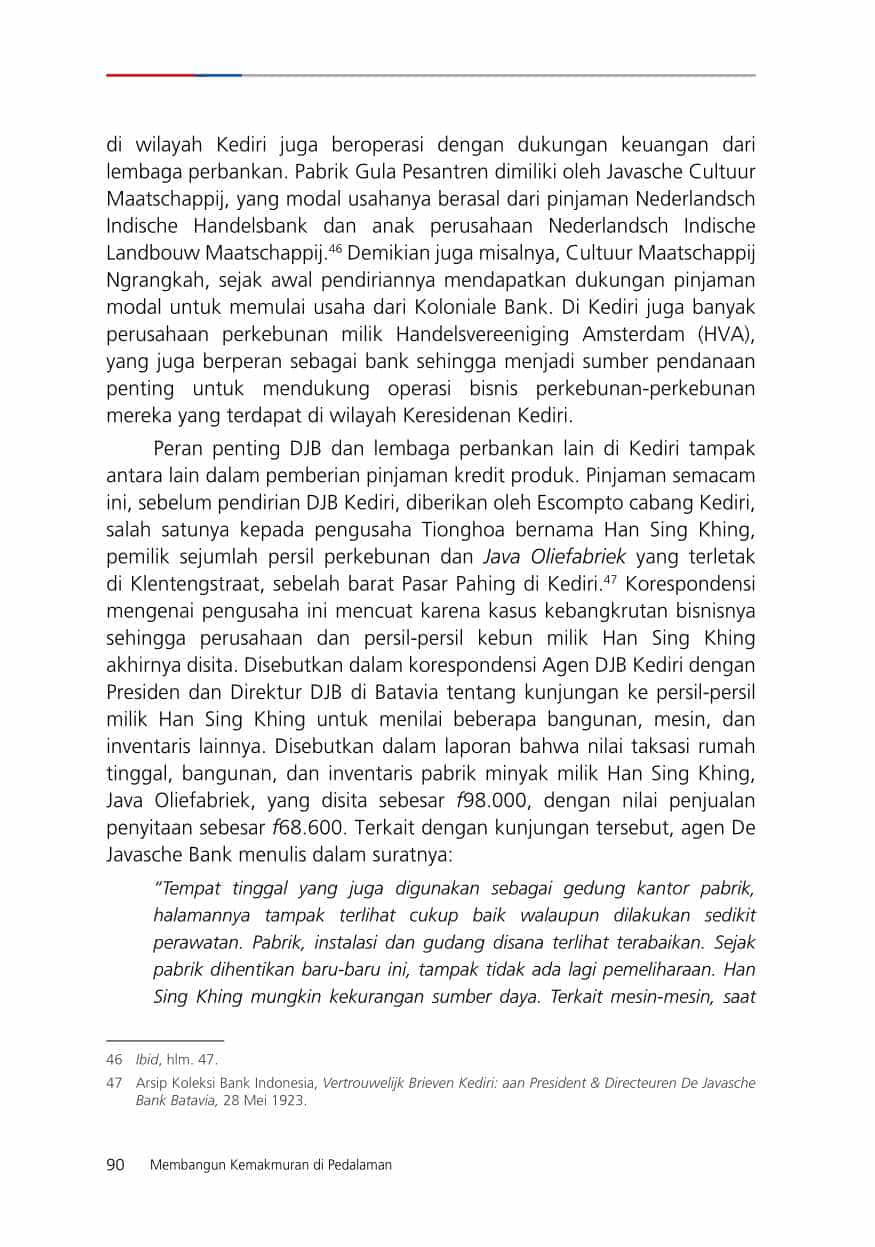 di wilayah Kediri juga beroperasi dengan dukungan keuangan dari
lembaga perbankan. Pabrik Gula Pesantren dimiliki oleh Javasche Cultuur
Maatschappij, yang modal usahanya berasal dari pinjaman Nederlandsch
Indische Handelsbank dan anak perusahaan Nederlandsch Indische
Landbouw Maatschappij.46 Demikian juga misalnya, Cultuur Maatschappij
Ngrangkah, sejak awal pendiriannya mendapatkan dukungan pinjaman
modal untuk memulai usaha dari Koloniale Bank. Di Kediri juga banyak
perusahaan perkebunan milik Handelsvereeniging Amsterdam (HVA),
yang juga berperan sebagai bank sehingga menjadi sumber pendanaan
penting untuk mendukung operasi bisnis perkebunan-perkebunan
mereka yang terdapat di wilayah Keresidenan Kediri.
Peran penting DJB dan lembaga perbankan lain di Kediri tampak
antara lain dalam pemberian pinjaman kredit produk. Pinjaman semacam
ini, sebelum pendirian DJB Kediri, diberikan oleh Escompto cabang Kediri,
salah satunya kepada pengusaha Tionghoa bernama Han Sing Khing,
pemilik sejumlah persil perkebunan dan Java Oliefabriek yang terletak
di Klentengstraat, sebelah barat Pasar Pahing di Kediri.47 Korespondensi
mengenai pengusaha ini mencuat karena kasus kebangkrutan bisnisnya
sehingga perusahaan dan persil-persil kebun milik Han Sing Khing
akhirnya disita. Disebutkan dalam korespondensi Agen DJB Kediri dengan
Presiden dan Direktur DJB di Batavia tentang kunjungan ke persil-persil
milik Han Sing Khing untuk menilai beberapa bangunan, mesin, dan
inventaris lainnya. Disebutkan dalam laporan bahwa nilai taksasi rumah
tinggal, bangunan, dan inventaris pabrik minyak milik Han Sing Khing,
Java Oliefabriek, yang disita sebesar f98.000, dengan nilai penjualan
penyitaan sebesar f68.600. Terkait dengan kunjungan tersebut, agen De
Javasche Bank menulis dalam suratnya:
“Tempat tinggal yang juga digunakan sebagai gedung kantor pabrik,
halamannya tampak terlihat cukup baik walaupun dilakukan sedikit
perawatan. Pabrik, instalasi dan gudang disana terlihat terabaikan. Sejak
pabrik dihentikan baru-baru ini, tampak tidak ada lagi pemeliharaan. Han
Sing Khing mungkin kekurangan sumber daya. Terkait mesin-mesin, saat
46 Ibid, hlm. 47.
47 Arsip Koleksi Bank Indonesia, Vertrouwelijk Brieven Kediri: aan President & Directeuren De Javasche
Bank Batavia, 28 Mei 1923.
90 Membangun Kemakmuran di Pedalaman